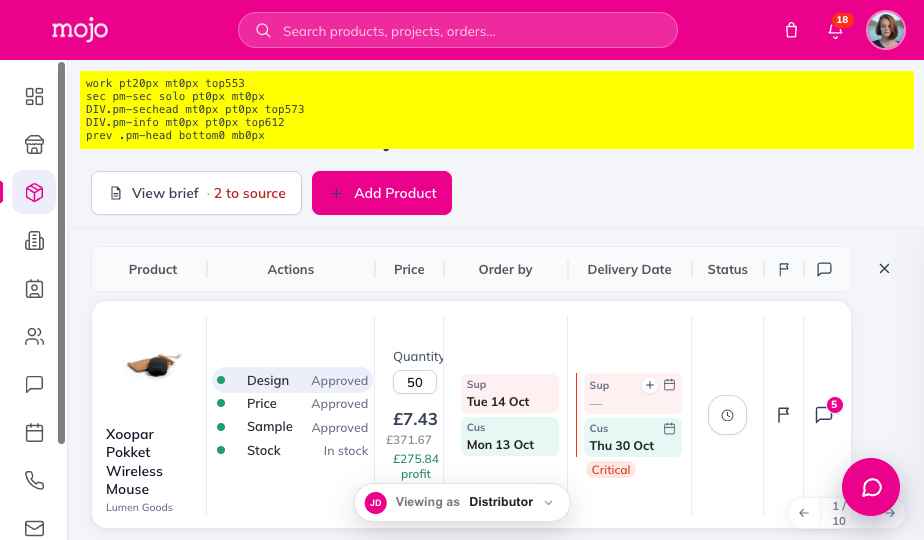 mojo
Search products, projects, orders...
18
work pt20px mt0px top553
sec pm-sec solo pt0px mt0px
DIV.pm-sechead mt0px pt0px top573
DIV.pm-info mt0px pt0px top612
prev .pm-head bottom0 mb0px
View brief · 2 to source
+ Add Product
Product
Actions
Price
Order by
Delivery Date
Status
Xoopar
Pokket
Wireless
Mouse
Lumen Goods
Design Approved
Price Approved
Sample Approved
Stock In stock
Quantity
50
£7.43
£371.67
£275.84
profit
Sup
Tue 14 Oct
Cus
Mon 13 Oct
Sup
—
Cus
Thu 30 Oct
Critical
5
JD Viewing as Distributor
1 /
10